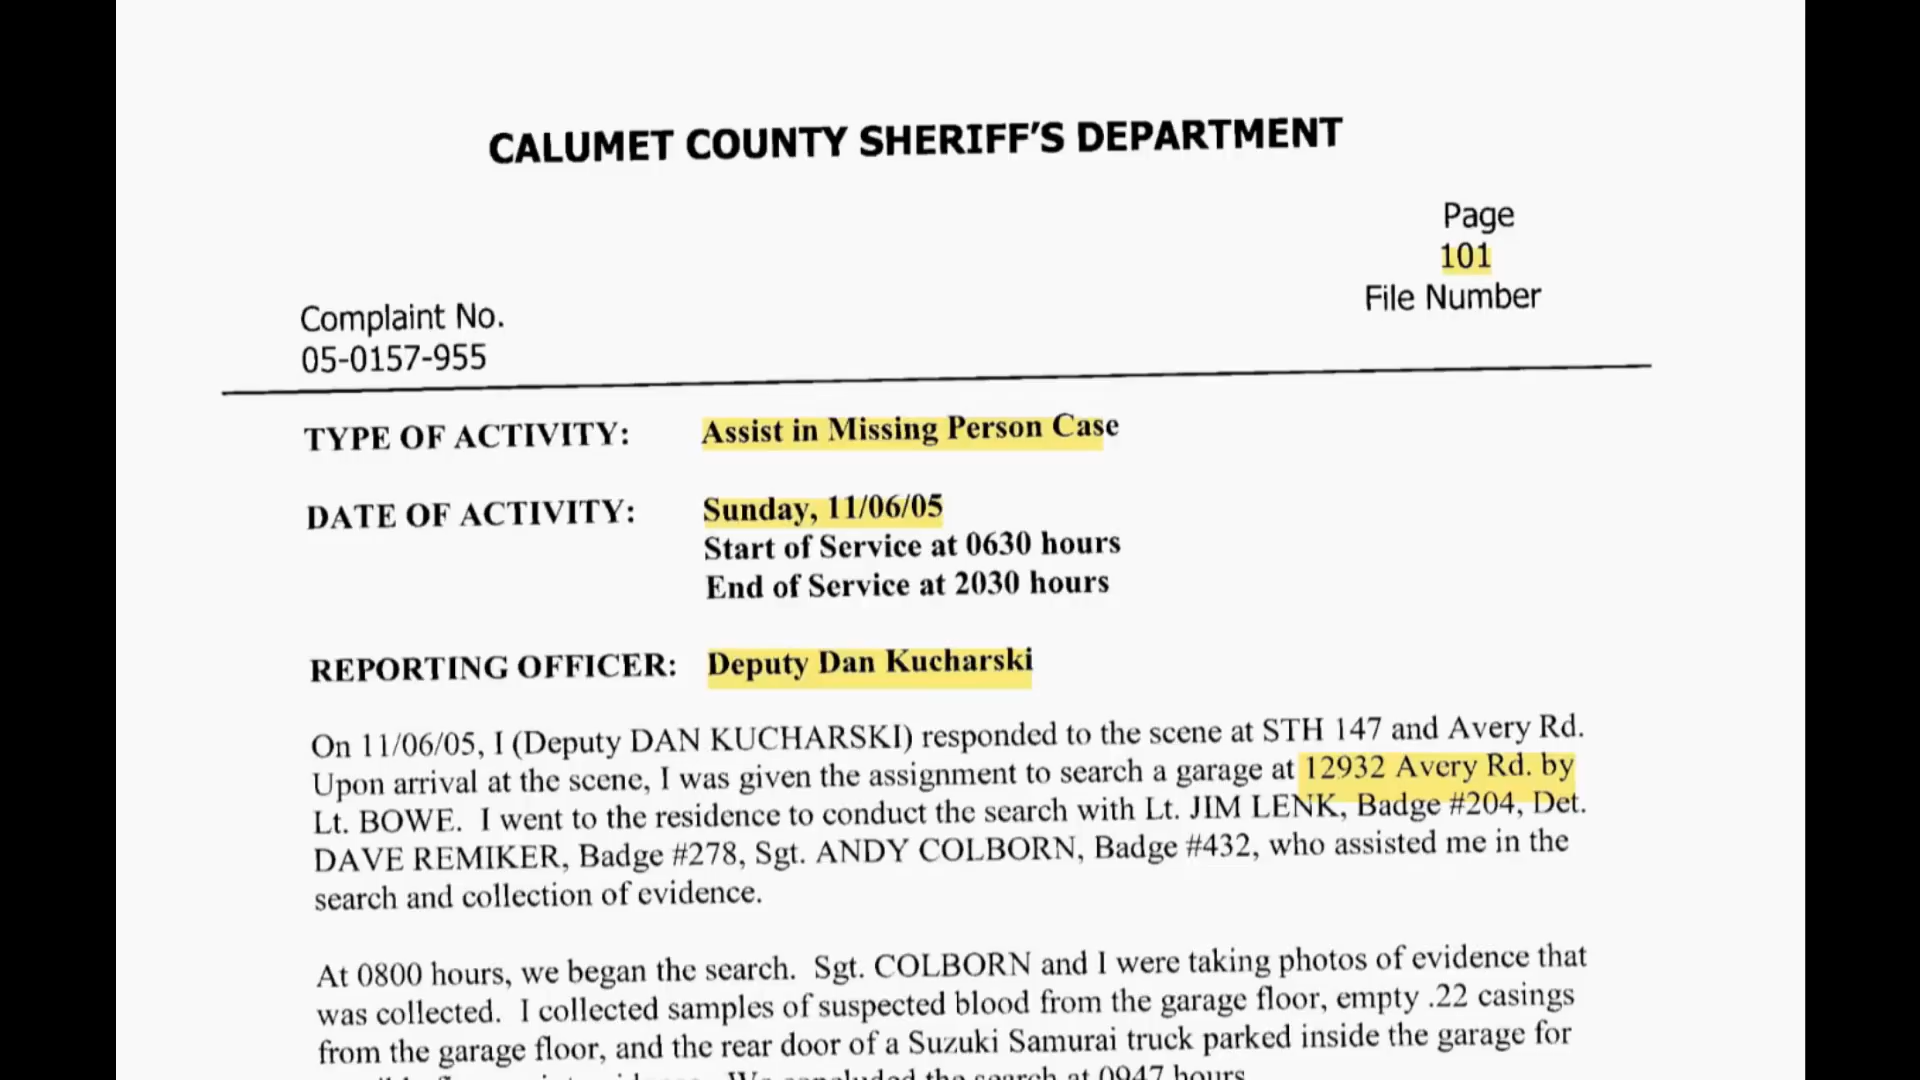 CALUMET COUNTY SHERIFF'S DEPARTMENT
Page
101
File Number
Complaint No.
05-0157-955
TYPE OF ACTIVITY: Assist in Missing Person Case
DATE OF ACTIVITY: Sunday, 11/06/05
Start of Service at 0630 hours
End of Service at 2030 hours
REPORTING OFFICER: Deputy Dan Kucharski
On 11/06/05, I (Deputy DAN KUCHARSKI) responded to the scene at STH 147 and Avery Rd.
Upon arrival at the scene, I was given the assignment to search a garage at 12932 Avery Rd. by
Lt. BOWE. I went to the residence to conduct the search with Lt. JIM LENK, Badge #204, Det.
DAVE REMIKER, Badge #278, Sgt. ANDY COLBORN, Badge #432, who assisted me in the
search and collection of evidence.
At 0800 hours, we began the search. Sgt. COLBORN and I were taking photos of evidence that
was collected. I collected samples of suspected blood from the garage floor, empty .22 casings
from the garage floor, and the rear door of a Suzuki Samurai truck parked inside the garage for
We concluded the search at 0947 hours